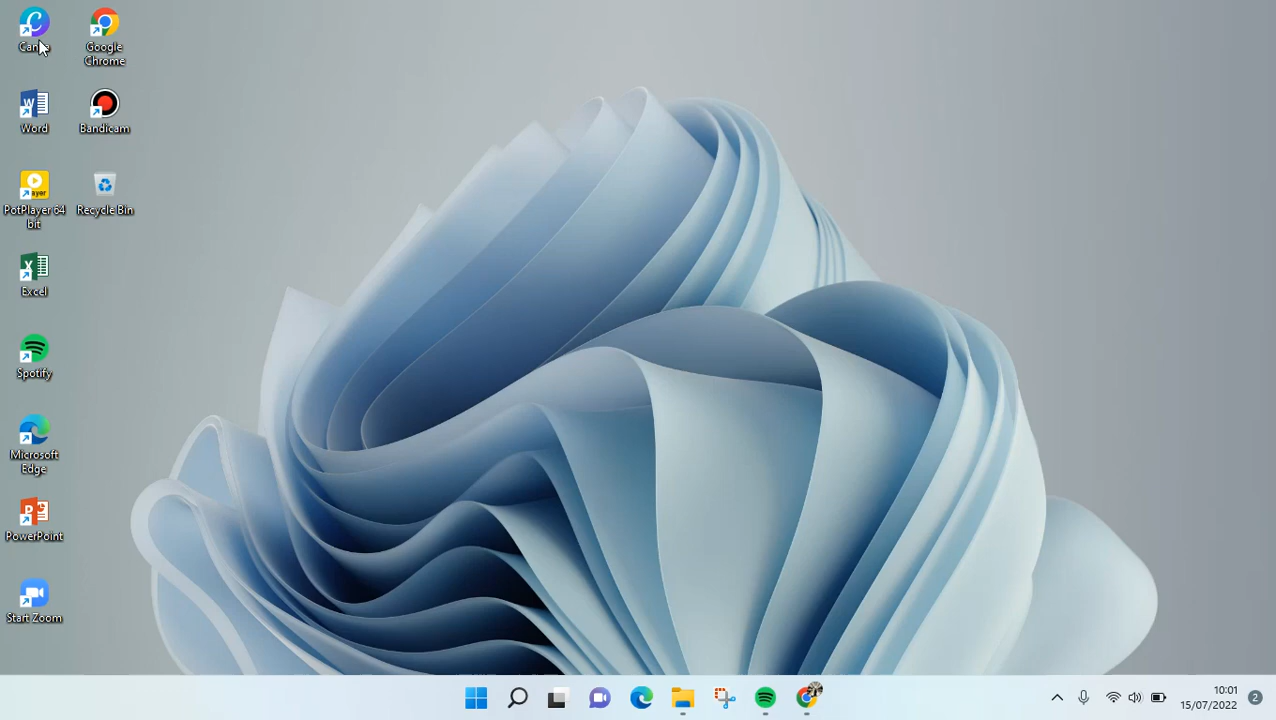 Canva
Google
Chrome
Word
Bandicam
PotPlayer 64
bit
Recycle Bin
Excel
Spotify
Microsoft
Edge
PowerPoint
Start Zoom
10:01
15/07/2022
2